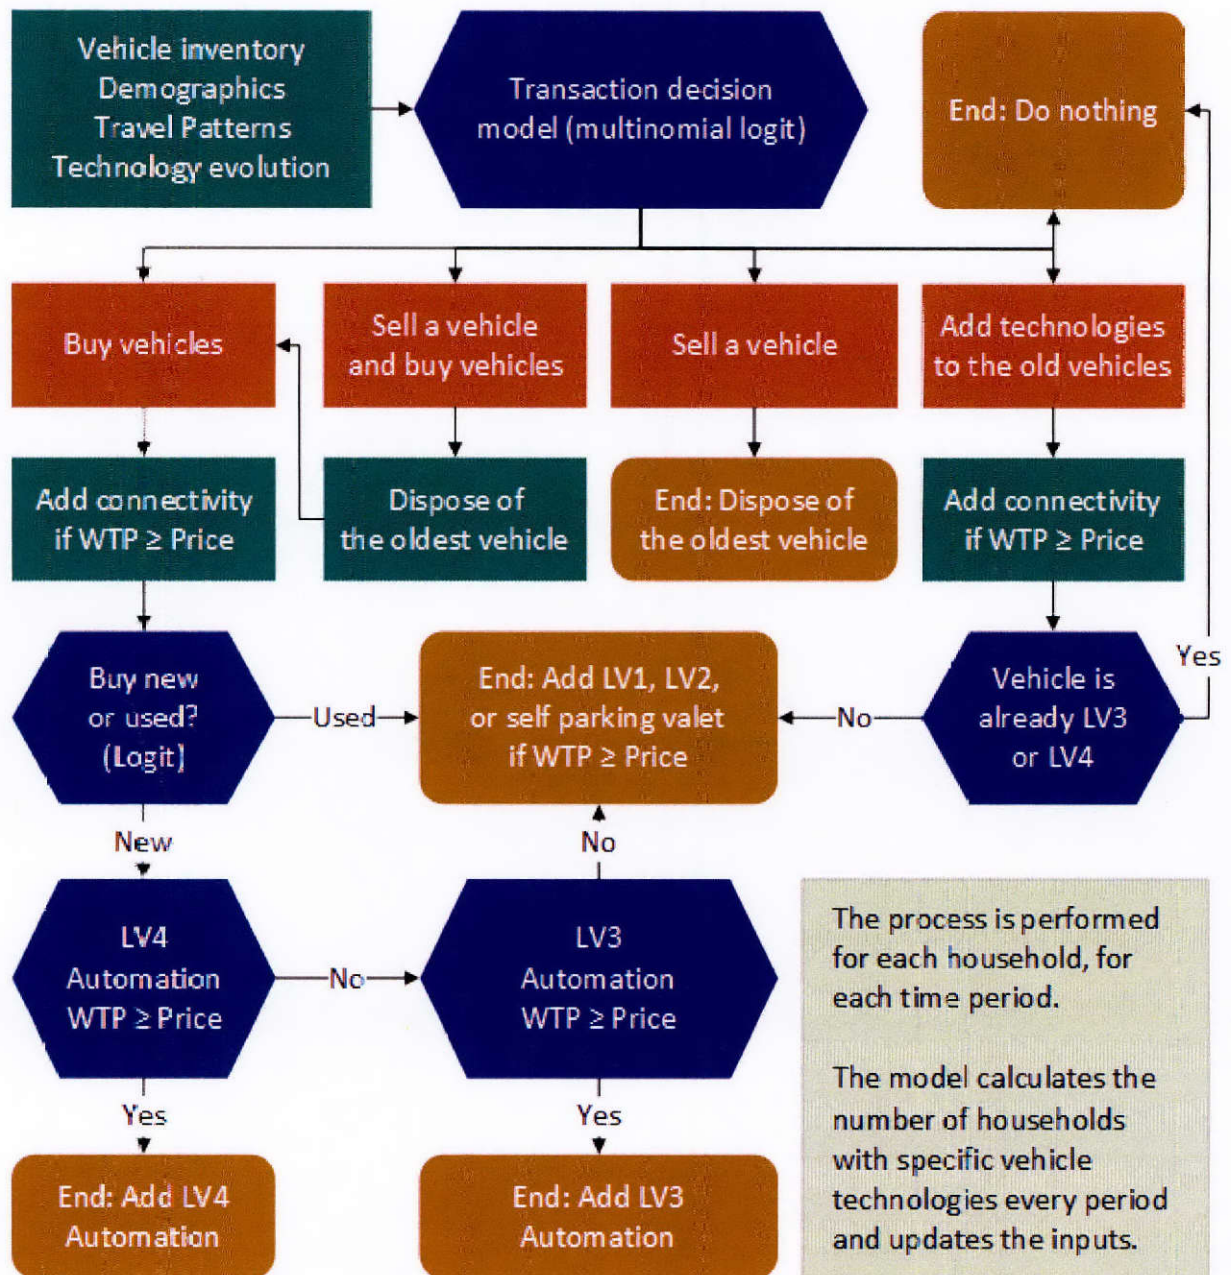 Vehicle inventory
Demographics
Travel Patterns
Technology evolution
Transaction decision
model (multinomial logit)
End: Do nothing
Buy vehicles
Sell a vehicle
and buy vehicles
Sell a vehicle
Add technologies
to the old vehicles
Add connectivity
if WTP ≥ Price
Dispose of
the oldest vehicle
End: Dispose of
the oldest vehicle
Add connectivity
if WTP ≥ Price
Buy new
or used?
(Logit)
Used
End: Add LV1, LV2,
or self parking valet
if WTP ≥ Price
No
Vehicle is
already LV3
or LV4
Yes
New
No
LV4
Automation
WTP ≥ Price
No
LV3
Automation
WTP ≥ Price
Yes
Yes
End: Add LV4
Automation
End: Add LV3
Automation
The process is performed
for each household, for
each time period.
The model calculates the
number of households
with specific vehicle
technologies every period
and updates the inputs.